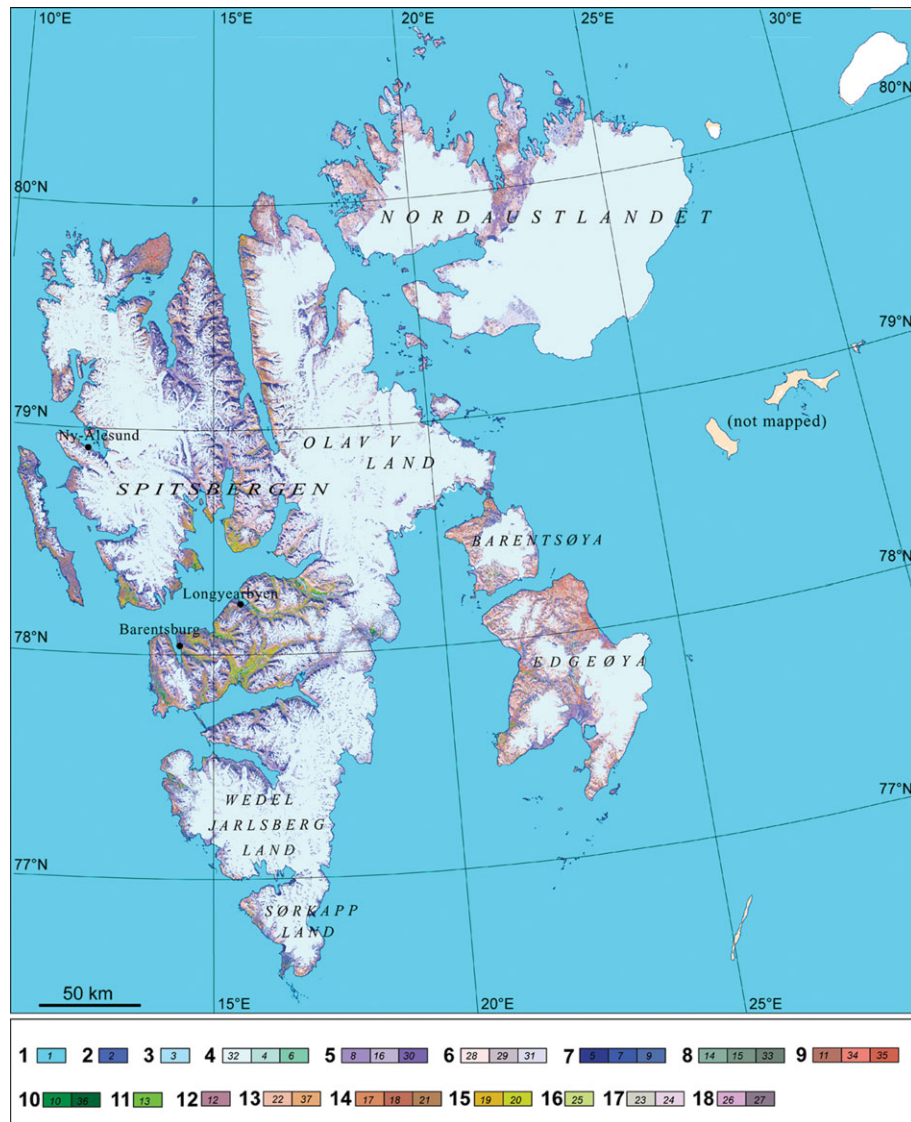 10°E 15°E 20°E 25°E 30°E
80°N
80°N
NORDAUSTLANDET
79°N
79°N
Ny-Ålesund
(not mapped)
OLAV V
LAND
SPITSBERGEN
BARENTSØYA
78°N
Longyearbyen
Barentsburg
78°N
EDGEØYA
WEDEL
JARLSBERG
LAND
77°N
77°N
SØRKAPP
LAND
50 km
15°E 20°E 25°E
1 1 2 2 3 3 4 32 4 6 5 8 16 30 6 28 29 31 7 5 7 9 8 14 15 33 9 11 34 35
10 10 36 11 13 12 12 13 22 37 14 17 18 21 15 19 20 16 25 17 23 24 18 26 27